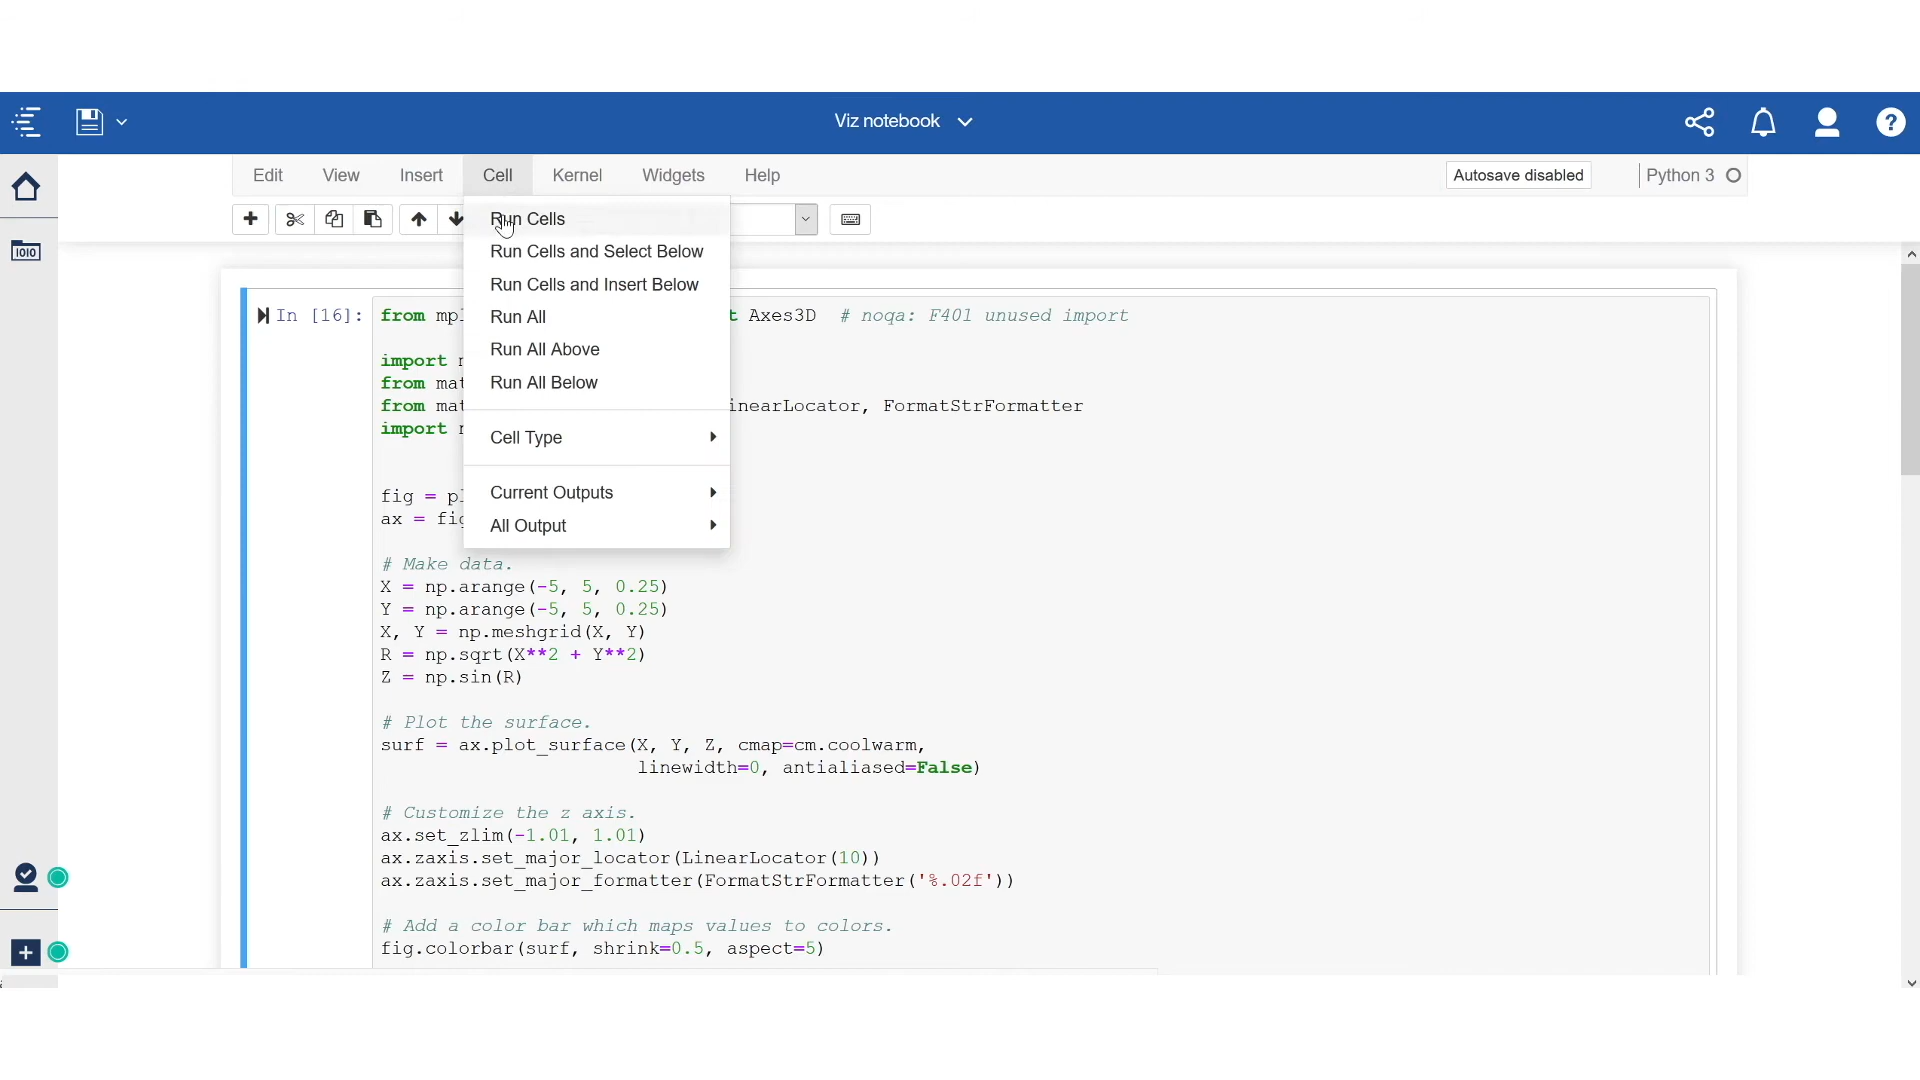 Viz notebook
?
Edit View Insert Cell Kernel Widgets Help
Autosave disabled
Python 3
Run Cells
Run Cells and Select Below
Run Cells and Insert Below
Run All
Run All Above
Run All Below
Cell Type
Current Outputs
All Output
1010
In [16]: from Axes3D # noqa: F401 unused import
import
from
from LinearLocator, FormatStrFormatter
import
fig =
ax =
# Make data.
X = np.arange(-5, 5, 0.25)
Y = np.arange(-5, 5, 0.25)
X, Y = np.meshgrid(X, Y)
R = np.sqrt(X**2 + Y**2)
Z = np.sin(R)
# Plot the surface.
surf = ax.plot_surface(X, Y, Z, cmap=cm.coolwarm,
linewidth=0, antialiased=False)
# Customize the z axis.
ax.set_zlim(-1.01, 1.01)
ax.zaxis.set_major_locator(LinearLocator(10))
ax.zaxis.set_major_formatter(FormatStrFormatter('%.02f'))
# Add a color bar which maps values to colors.
fig.colorbar(surf, shrink=0.5, aspect=5)